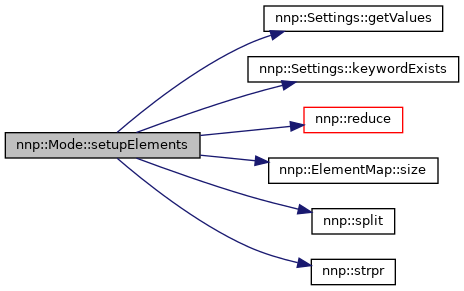 nnp::Settings::getValues
nnp::Settings::keywordExists
nnp::reduce
nnp::Mode::setupElements
nnp::ElementMap::size
nnp::split
nnp::strpr